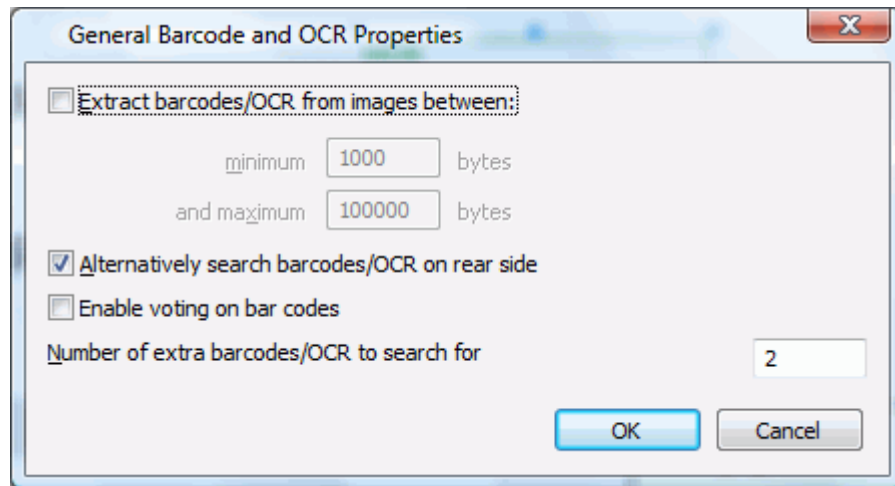 General Barcode and OCR Properties
Extract barcodes/OCR from images between:
minimum 1000 bytes
and maximum 100000 bytes
Alternatively search barcodes/OCR on rear side
Enable voting on bar codes
Number of extra barcodes/OCR to search for 2
OK Cancel